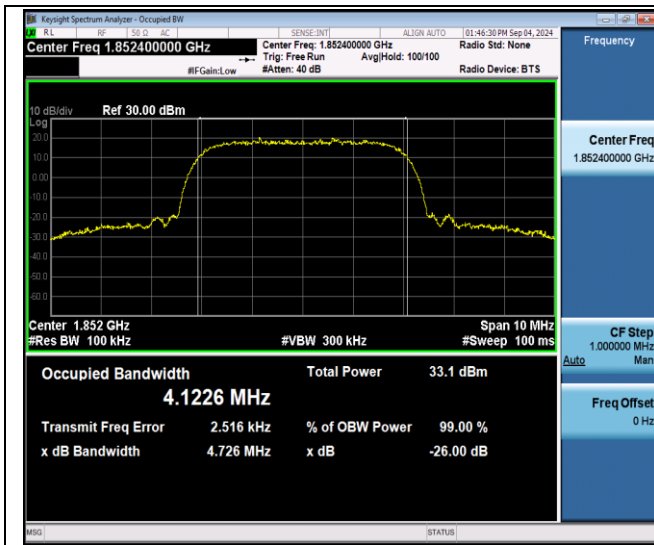 Keysight Spectrum Analyzer - Occupied BW
RL RF 50 Ω AC SENSE:INT ALIGN AUTO 01:46:30 PM Sep 04, 2024
Center Freq 1.852400000 GHz Center Freq: 1.852400000 GHz Radio Std: None
Trig: Free Run Avg|Hold: 100/100
#IFGain:Low #Atten: 40 dB Radio Device: BTS
Frequency
10 dB/div Ref 30.00 dBm
Log
20.0
10.0
0.00
-10.0
-20.0
-30.0
-40.0
-50.0
-60.0
Center 1.852 GHz Span 10 MHz
#Res BW 100 kHz #VBW 300 kHz #Sweep 100 ms
Center Freq
1.852400000 GHz
CF Step
1.000000 MHz
Auto Man
Freq Offset
0 Hz
Occupied Bandwidth Total Power 33.1 dBm
4.1226 MHz
Transmit Freq Error 2.516 kHz % of OBW Power 99.00 %
x dB Bandwidth 4.726 MHz x dB -26.00 dB
MSG STATUS